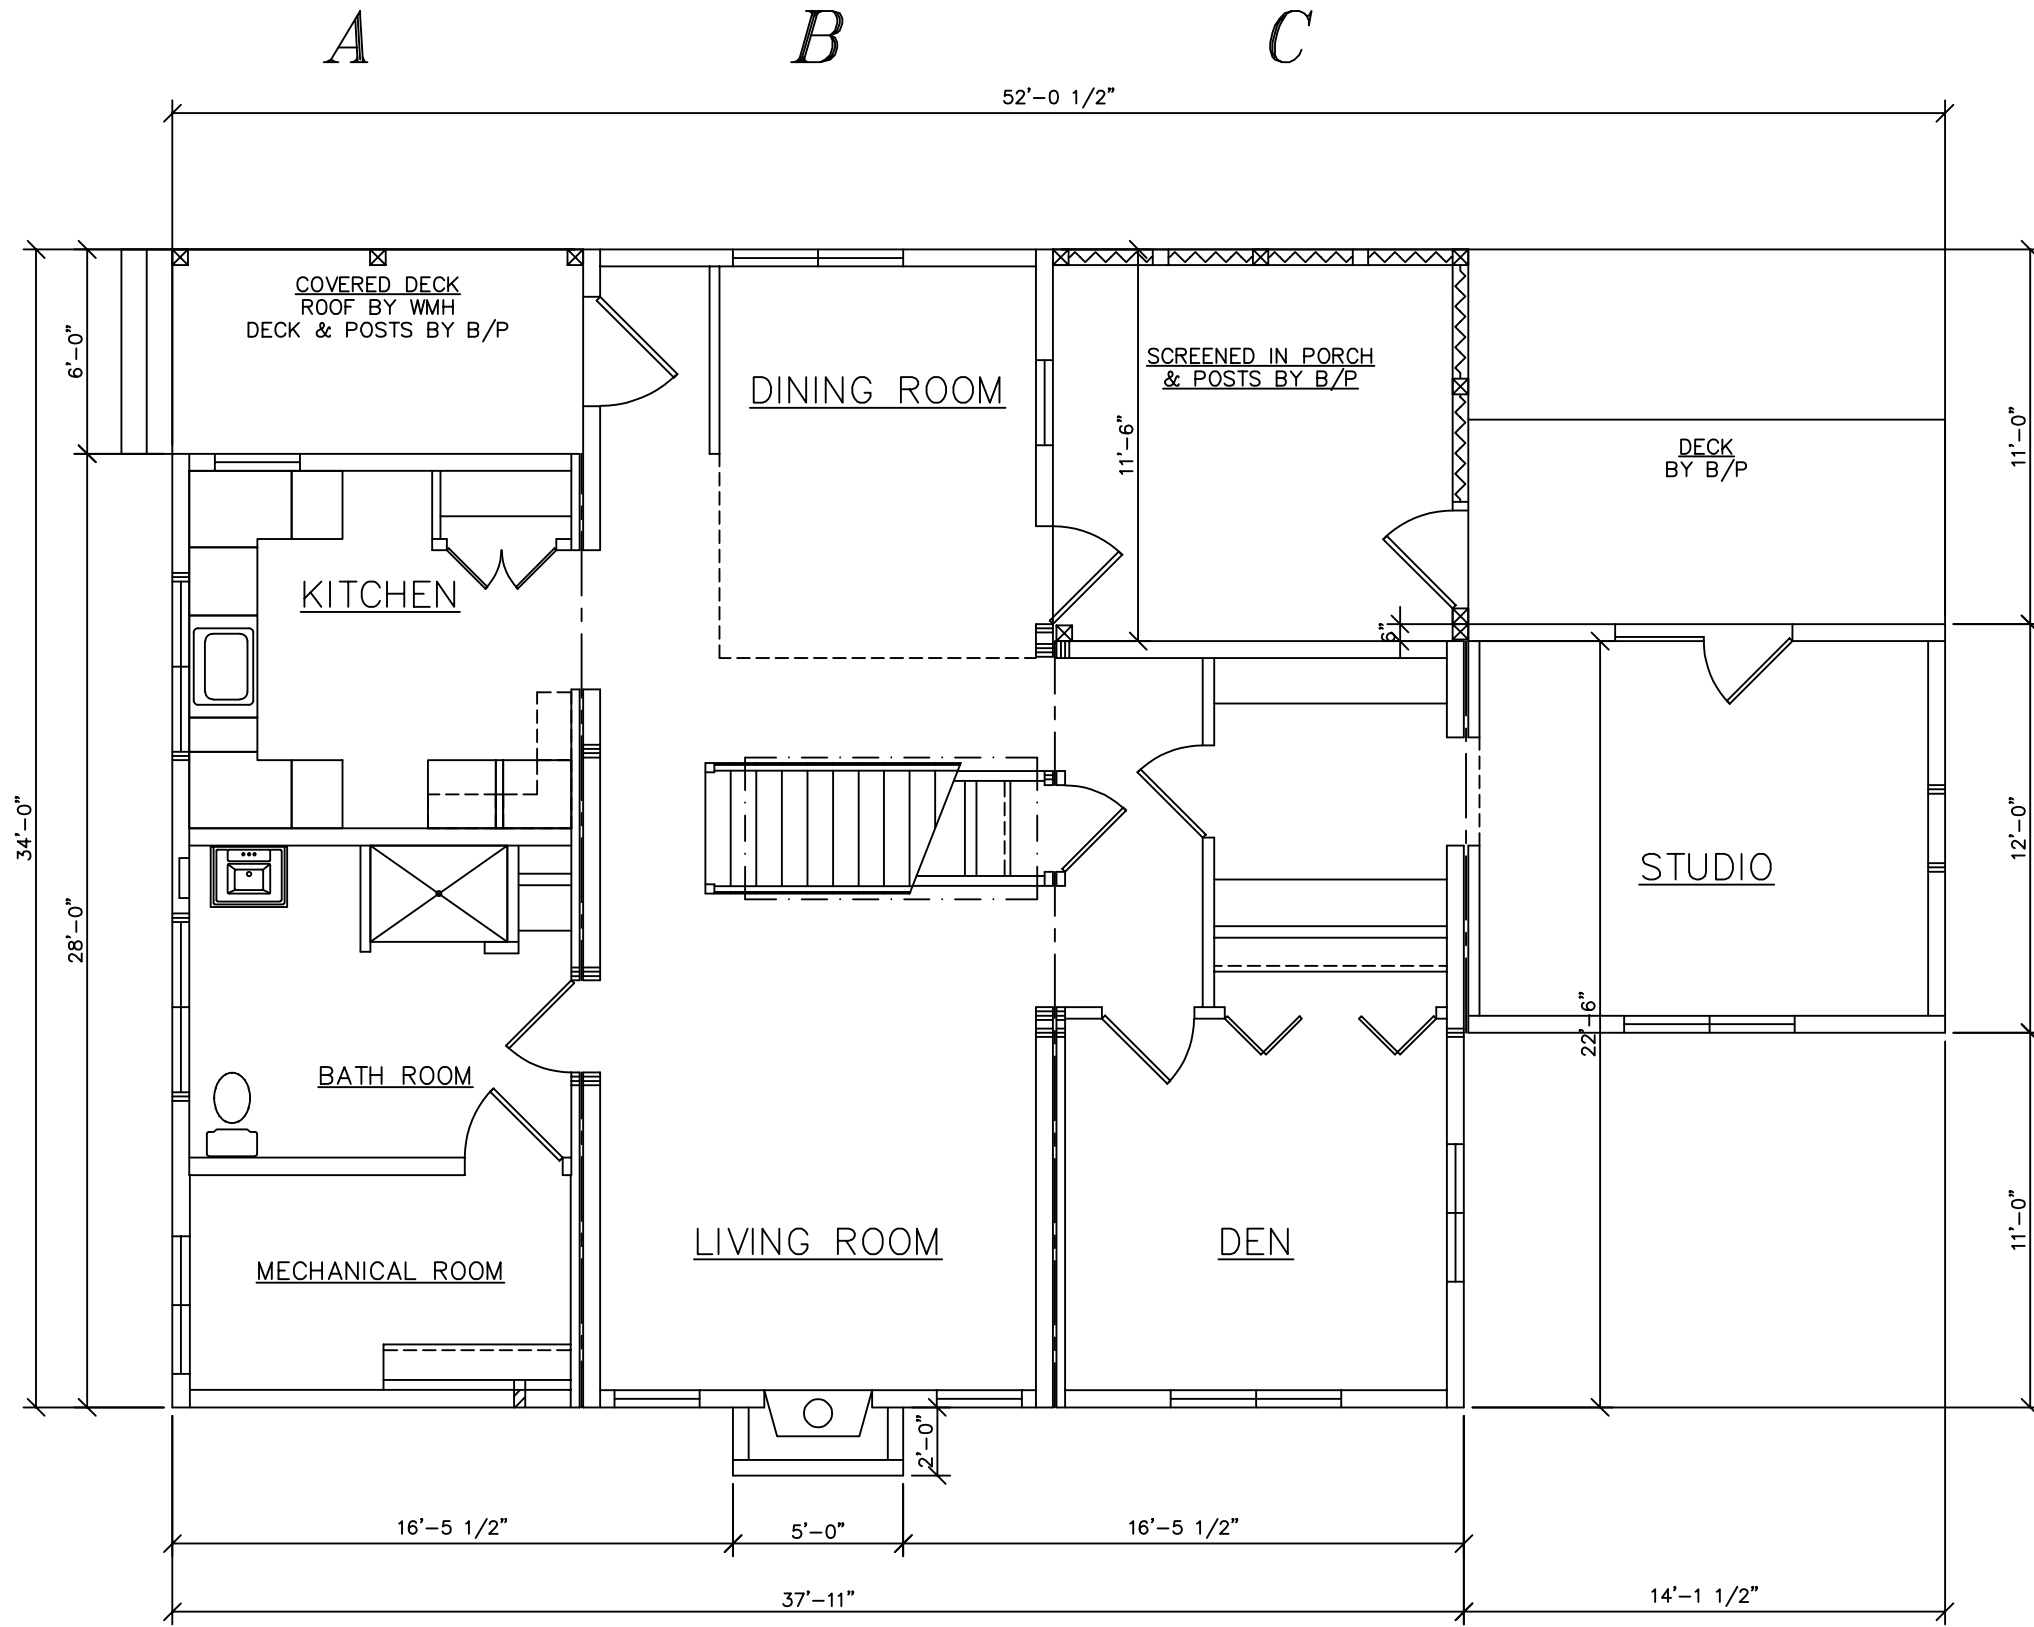 A B C
52'-0 1/2"
COVERED DECK
ROOF BY WMH
DECK & POSTS BY B/P
6'-0"
DINING ROOM
SCREENED IN PORCH
& POSTS BY B/P
11'-6"
DECK
BY B/P
11'-0"
KITCHEN
6"
34'-0"
28'-0"
STUDIO
12'-0"
22'-6"
BATH ROOM
LIVING ROOM
DEN
MECHANICAL ROOM
11'-0"
2'-0"
16'-5 1/2"
5'-0"
16'-5 1/2"
37'-11"
14'-1 1/2"